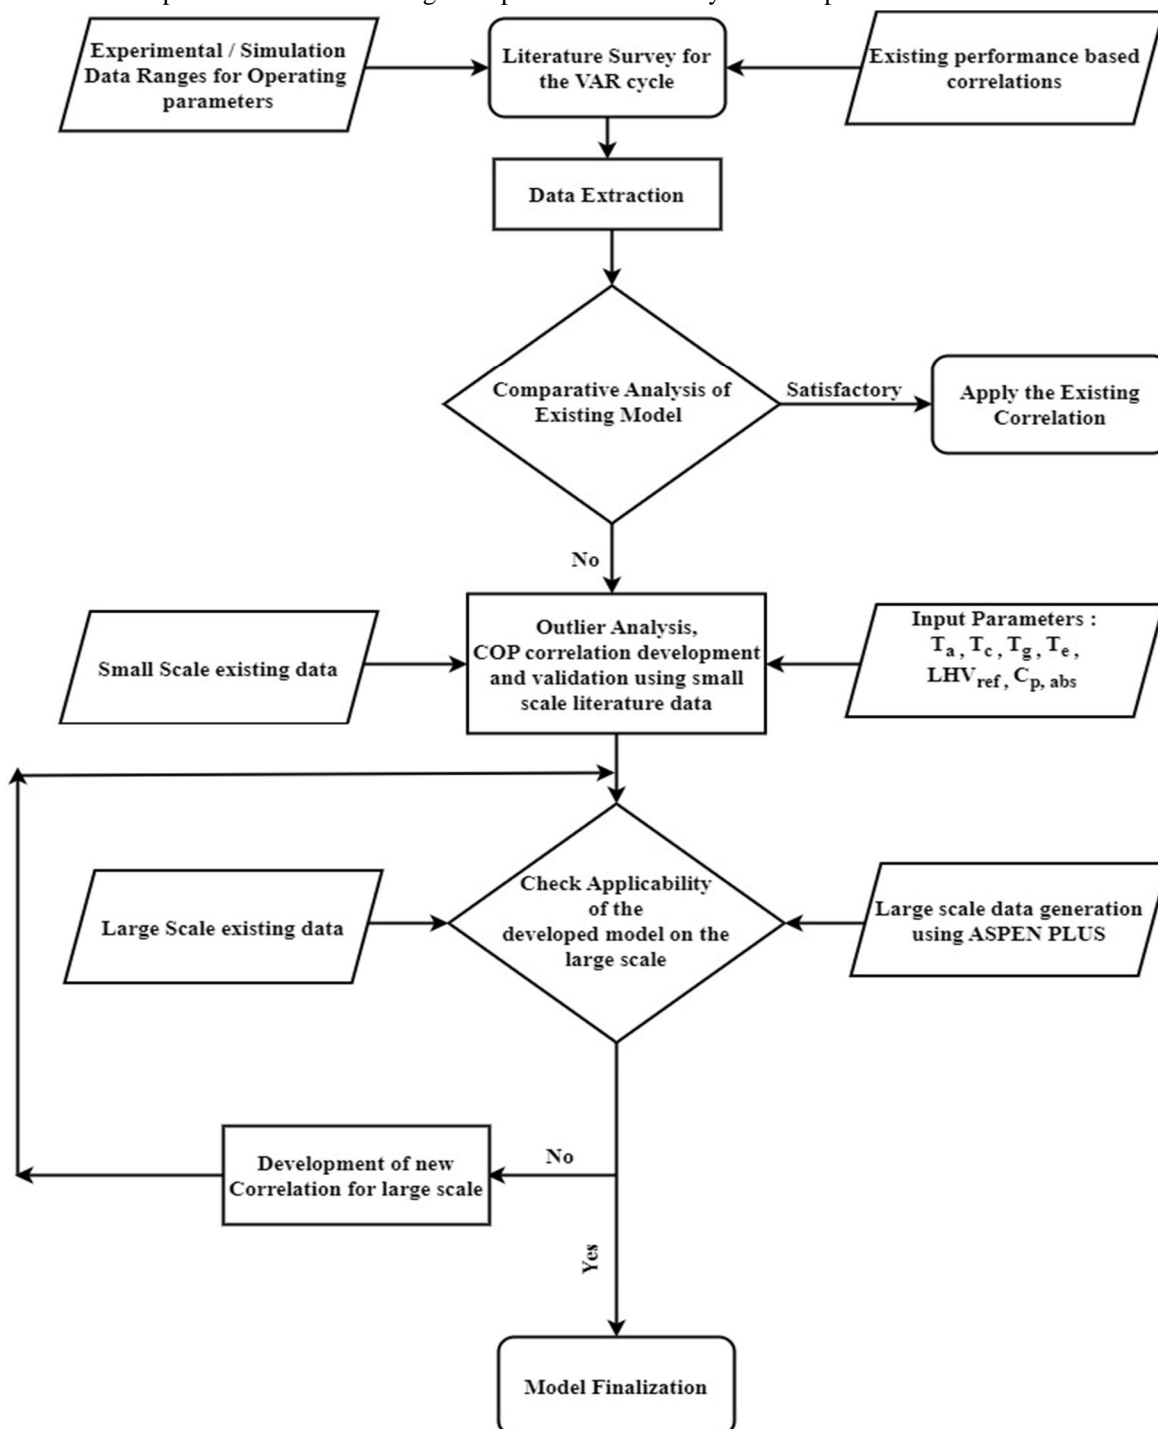 Experimental / Simulation
Data Ranges for Operating
parameters
Literature Survey for
the VAR cycle
Existing performance based
correlations
Data Extraction
Comparative Analysis of
Existing Model
Satisfactory
Apply the Existing
Correlation
No
Small Scale existing data
Outlier Analysis,
COP correlation development
and validation using small
scale literature data
Input Parameters :
Ta , Tc , Tg , Te ,
LHVref , Cp, abs
Large Scale existing data
Check Applicability
of the
developed model on the
large scale
Large scale data generation
using ASPEN PLUS
Development of new
Correlation for large scale
No
Yes
Model Finalization